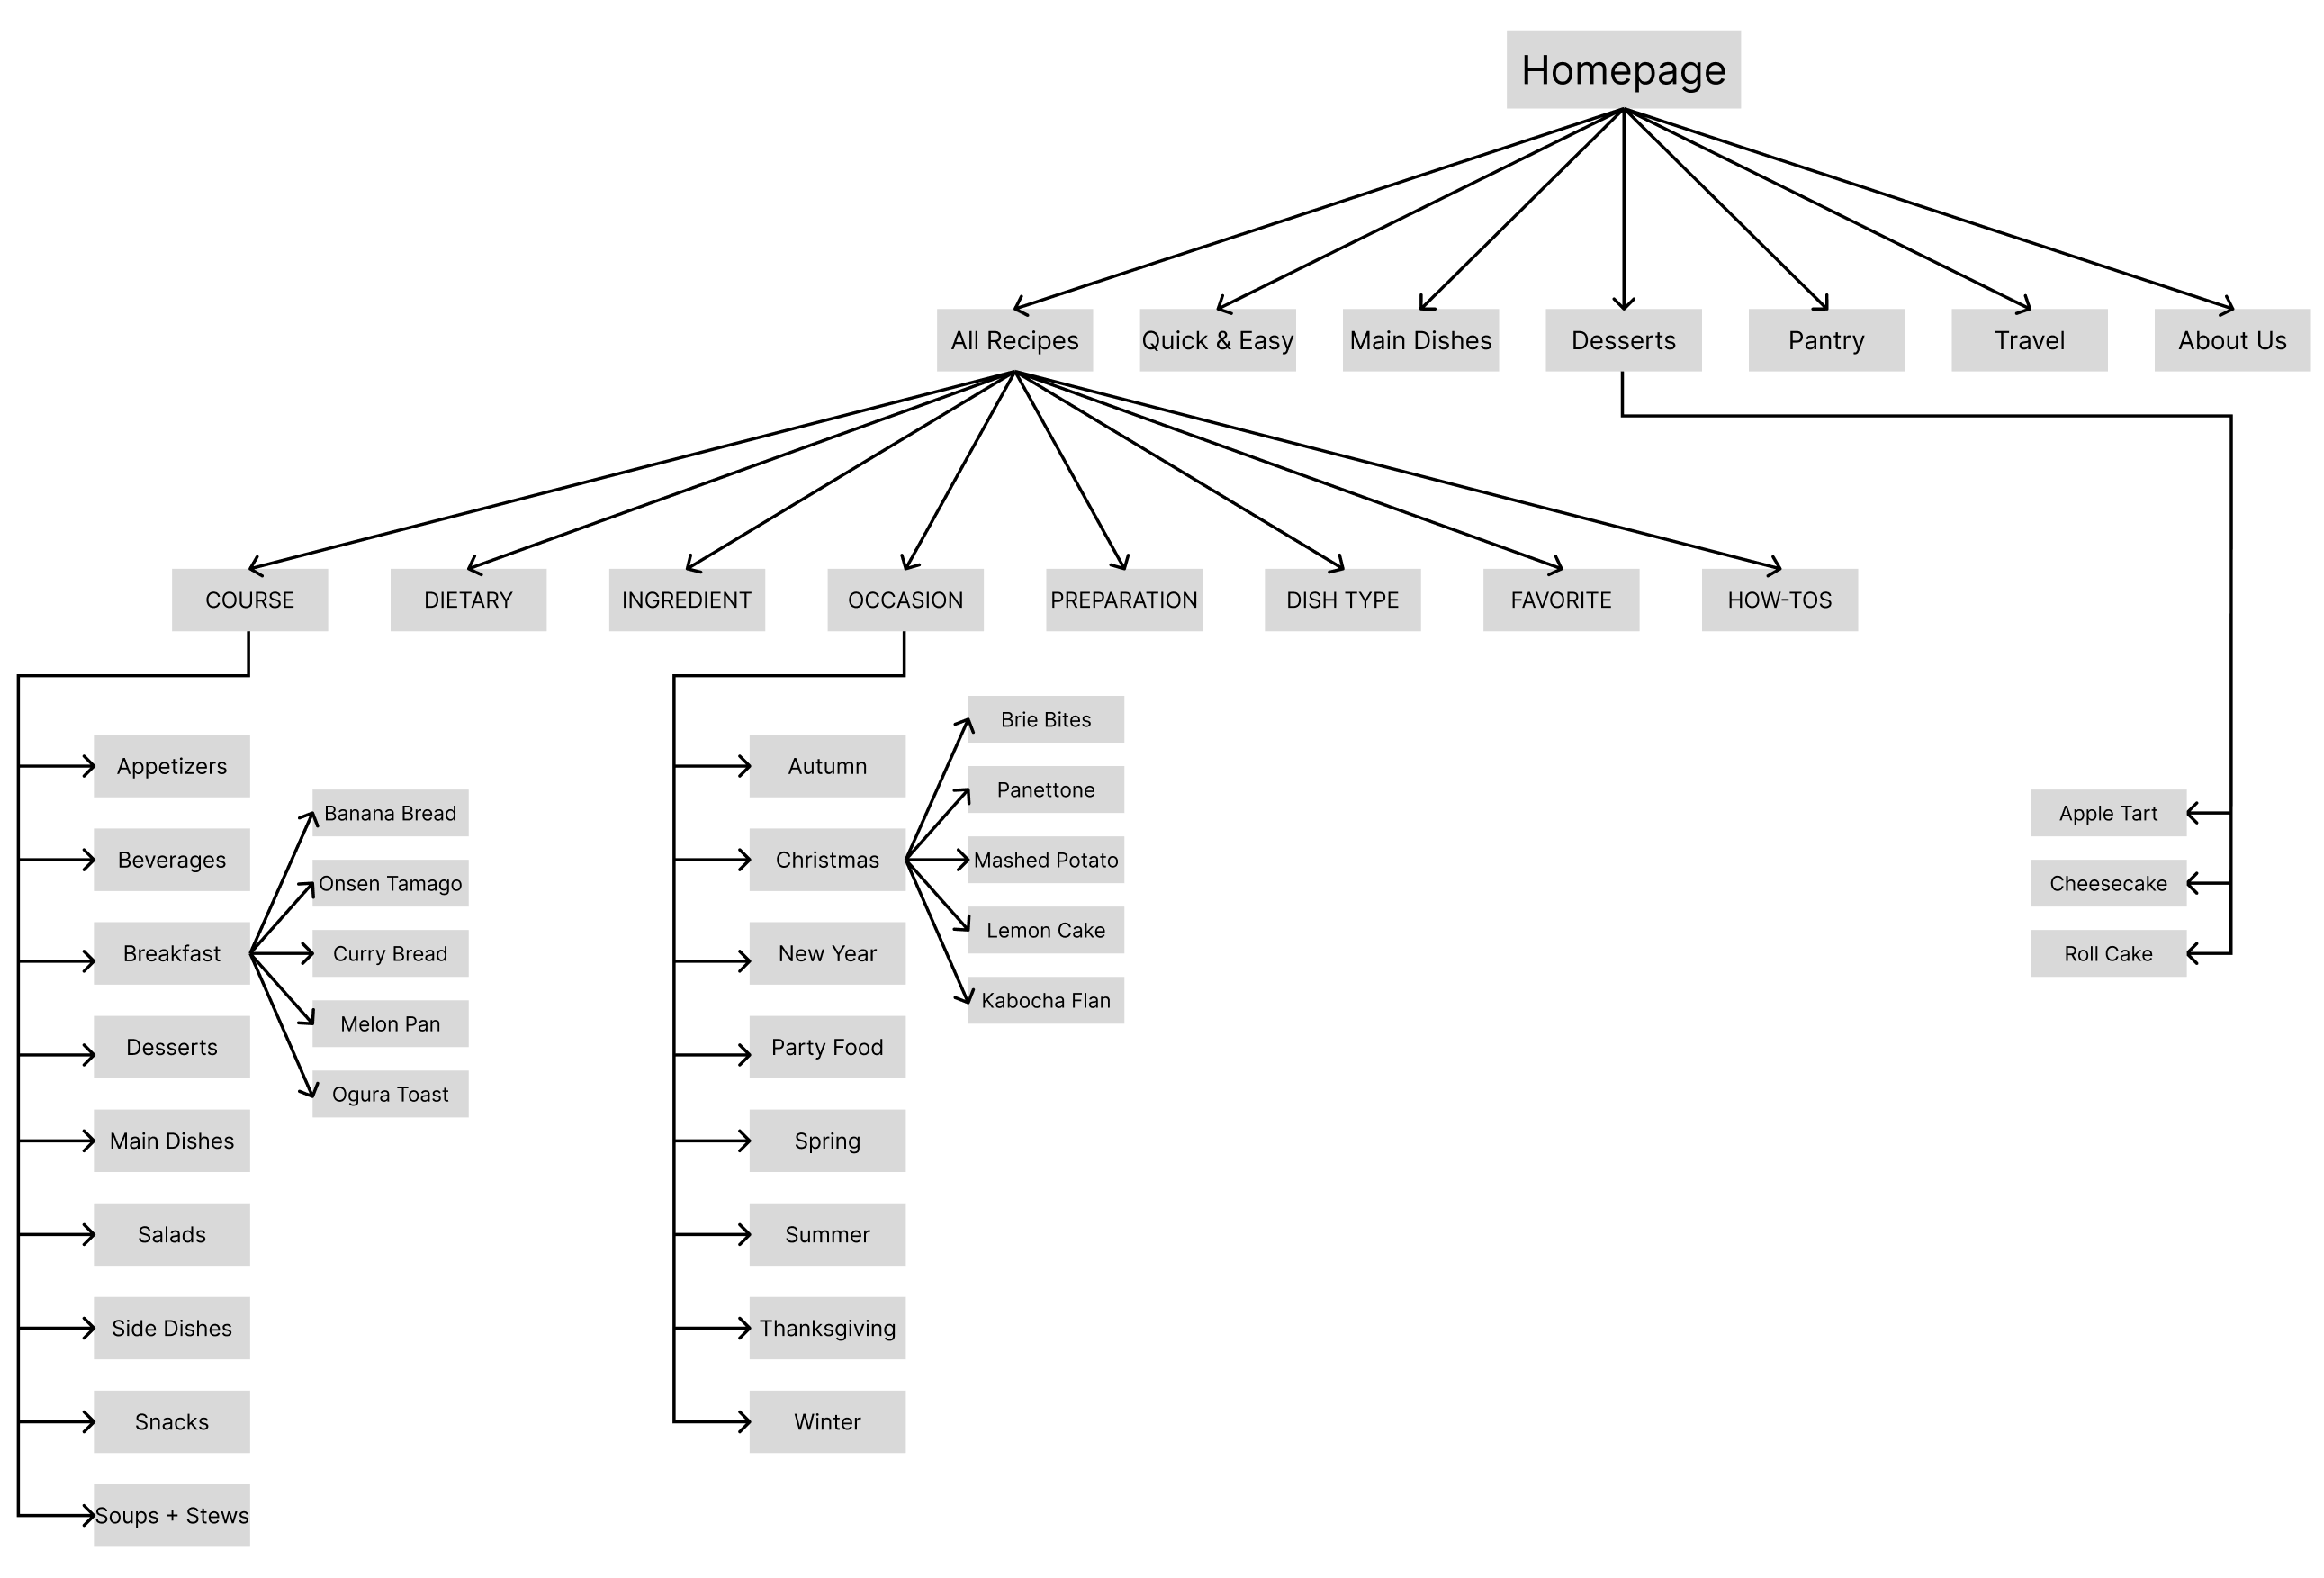 Homepage
All Recipes
Quick & Easy
Main Dishes
Desserts
Pantry
Travel
About Us
COURSE
DIETARY
INGREDIENT
OCCASION
PREPARATION
DISH TYPE
FAVORITE
HOW-TOS
Appetizers
Beverages
Breakfast
Desserts
Main Dishes
Salads
Side Dishes
Snacks
Soups + Stews
Banana Bread
Onsen Tamago
Curry Bread
Melon Pan
Ogura Toast
Autumn
Christmas
New Year
Party Food
Spring
Summer
Thanksgiving
Winter
Brie Bites
Panettone
Mashed Potato
Lemon Cake
Kabocha Flan
Apple Tart
Cheesecake
Roll Cake